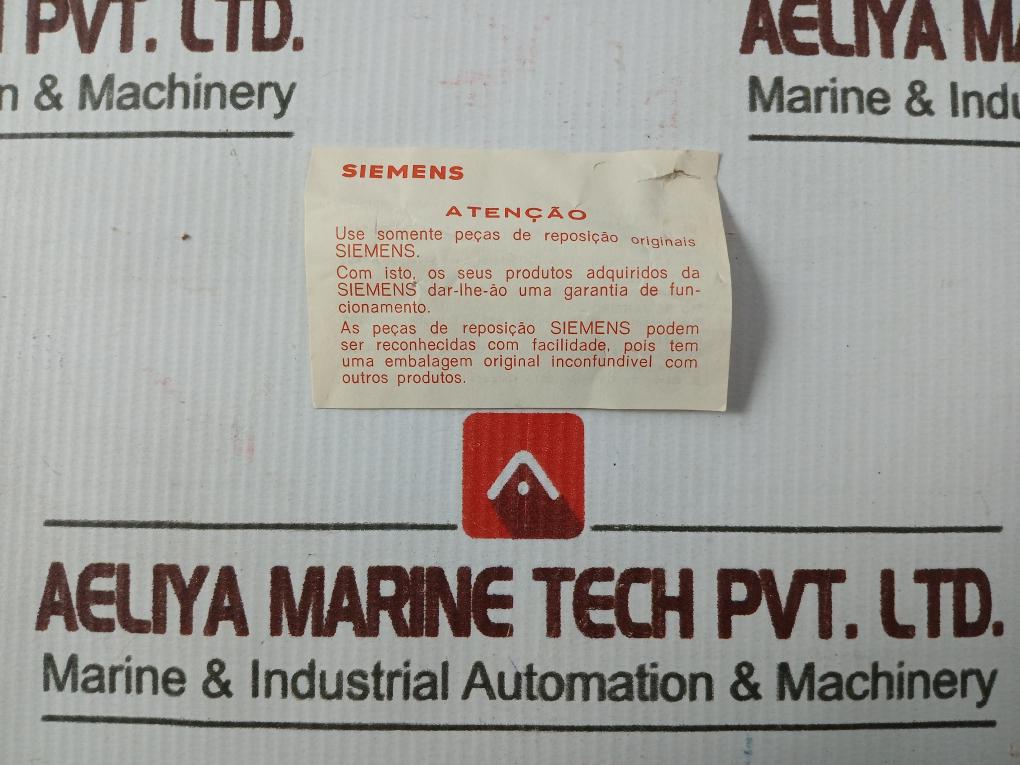 PVT. LTD.
n & Machinery
AELIYA MA
Marine & Indu
SIEMENS
ATENÇÃO
Use somente peças de reposição originais
SIEMENS.
Com isto, os seus produtos adquiridos da
SIEMENS dar-lhe-ão uma garantia de fun-
cionamento.
As peças de reposição SIEMENS podem
ser reconhecidas com facilidade, pois tem
uma embalagem original inconfundivel com
outros produtos.
AELIYA MARINE TECH PVT. LTD.
Marine & Industrial Automation & Machinery